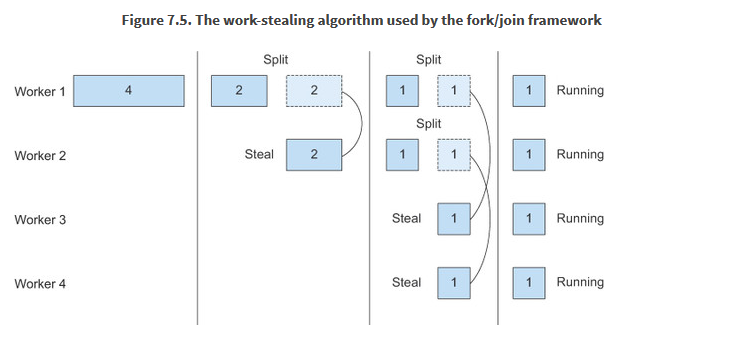 Figure 7.5. The work-stealing algorithm used by the fork/join framework
Split Split
Worker 1 4 2 2 1 1 1 Running
Split
Worker 2 Steal 2 1 1 1 Running
Worker 3 Steal 1 1 Running
Worker 4 Steal 1 1 Running